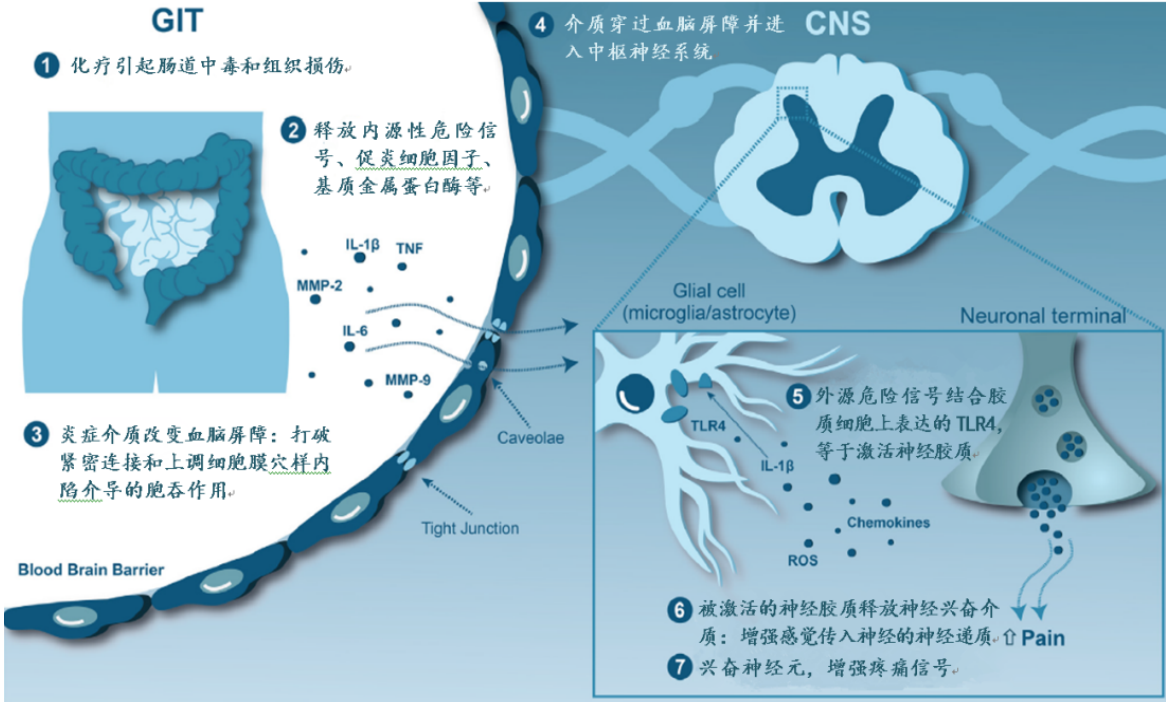 GIT
1 化疗引起肠道中毒和组织损伤
2 释放内源性危险信
号、促炎细胞因子、
基质金属蛋白酶等
IL-1β
TNF
MMP-2
IL-6
MMP-9
3 炎症介质改变血脑屏障：打破
紧密连接和上调细胞膜穴样内
陷介导的胞吞作用
Caveolae
Tight Junction
Blood Brain Barrier
4 介质穿过血脑屏障并进
入中枢神经系统
CNS
Glial cell
(microglia/astrocyte)
Neuronal terminal
5 外源危险信号结合胶
质细胞上表达的 TLR4,
等于激活神经胶质
TLR4
IL-1β
Chemokines
ROS
6 被激活的神经胶质释放神经兴奋介
质：增强感觉传入神经的神经递质
⇧ Pain
7 兴奋神经元，增强疼痛信号